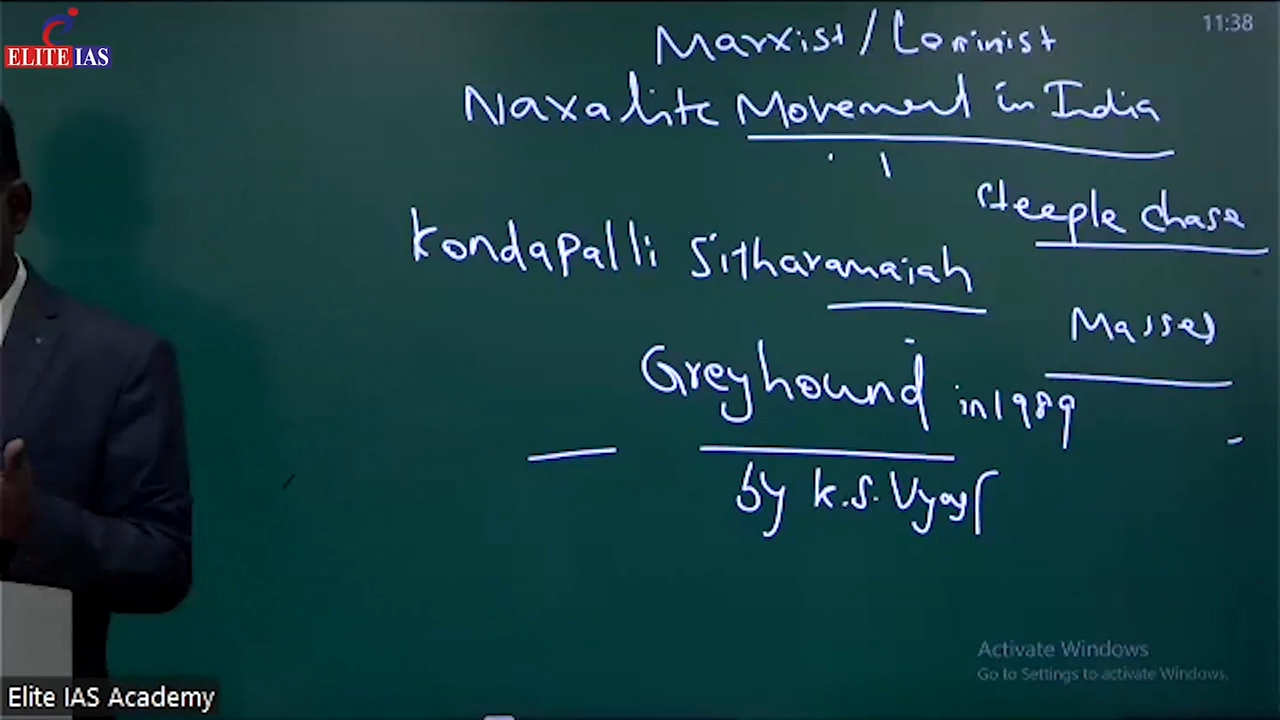 11:38
ELITE IAS
Marxist / Leninist
Naxalite Movement in India
Steeple chase
Kondapalli Sitharamaiah
Masses
Greyhound in 1989
by K.S. Vyas
Activate Windows
Go to Settings to activate Windows.
Elite IAS Academy